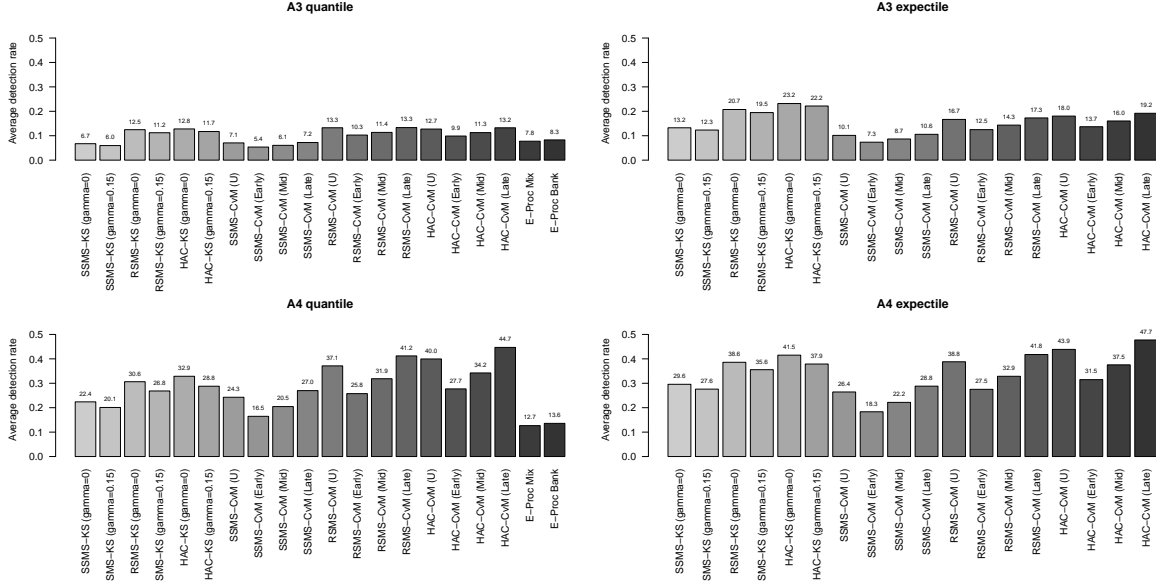 A3 quantile
Average detection rate
0.5
0.4
0.3
0.2
0.1
0.0
6.7
6.0
12.5
11.2
12.8
11.7
7.1
5.4
6.1
7.2
13.3
10.3
11.4
13.3
12.7
9.9
11.3
13.2
7.8
8.3
SSMS-KS (gamma=0)
SSMS-KS (gamma=0.15)
RSMS-KS (gamma=0)
RSMS-KS (gamma=0.15)
HAC-KS (gamma=0)
HAC-KS (gamma=0.15)
SSMS-CvM (U)
SSMS-CvM (Early)
SSMS-CvM (Mid)
SSMS-CvM (Late)
RSMS-CvM (U)
RSMS-CvM (Early)
RSMS-CvM (Mid)
RSMS-CvM (Late)
HAC-CvM (U)
HAC-CvM (Early)
HAC-CvM (Mid)
HAC-CvM (Late)
E-Proc Mix
E-Proc Bank
A3 expectile
Average detection rate
0.5
0.4
0.3
0.2
0.1
0.0
13.2
12.3
20.7
19.5
23.2
22.2
10.1
7.3
8.7
10.6
16.7
12.5
14.3
17.3
18.0
13.7
16.0
19.2
SSMS-KS (gamma=0)
SSMS-KS (gamma=0.15)
RSMS-KS (gamma=0)
RSMS-KS (gamma=0.15)
HAC-KS (gamma=0)
HAC-KS (gamma=0.15)
SSMS-CvM (U)
SSMS-CvM (Early)
SSMS-CvM (Mid)
SSMS-CvM (Late)
RSMS-CvM (U)
RSMS-CvM (Early)
RSMS-CvM (Mid)
RSMS-CvM (Late)
HAC-CvM (U)
HAC-CvM (Early)
HAC-CvM (Mid)
HAC-CvM (Late)
A4 quantile
Average detection rate
0.5
0.4
0.3
0.2
0.1
0.0
22.4
20.1
30.6
26.8
32.9
28.8
24.3
16.5
20.5
27.0
37.1
25.8
31.9
41.2
40.0
27.7
34.2
44.7
12.7
13.6
SSMS-KS (gamma=0)
SMS-KS (gamma=0.15)
RSMS-KS (gamma=0)
SMS-KS (gamma=0.15)
HAC-KS (gamma=0)
HAC-KS (gamma=0.15)
SSMS-CvM (U)
SSMS-CvM (Early)
SSMS-CvM (Mid)
SSMS-CvM (Late)
RSMS-CvM (U)
RSMS-CvM (Early)
RSMS-CvM (Mid)
RSMS-CvM (Late)
HAC-CvM (U)
HAC-CvM (Early)
HAC-CvM (Mid)
HAC-CvM (Late)
E-Proc Mix
E-Proc Bank
A4 expectile
Average detection rate
0.5
0.4
0.3
0.2
0.1
0.0
29.6
27.6
38.6
35.6
41.5
37.9
26.4
18.3
22.2
28.8
38.8
27.5
32.9
41.8
43.9
31.5
37.5
47.7
SSMS-KS (gamma=0)
SMS-KS (gamma=0.15)
RSMS-KS (gamma=0)
SMS-KS (gamma=0.15)
HAC-KS (gamma=0)
HAC-KS (gamma=0.15)
SSMS-CvM (U)
SSMS-CvM (Early)
SSMS-CvM (Mid)
SSMS-CvM (Late)
RSMS-CvM (U)
RSMS-CvM (Early)
RSMS-CvM (Mid)
RSMS-CvM (Late)
HAC-CvM (U)
HAC-CvM (Early)
HAC-CvM (Mid)
HAC-CvM (Late)